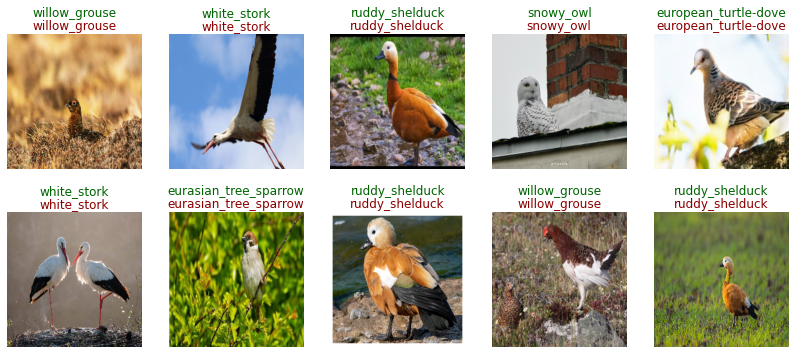 willow_grouse
willow_grouse
white_stork
white_stork
ruddy_shelduck
ruddy_shelduck
snowy_owl
snowy_owl
european_turtle-dove
european_turtle-dove
white_stork
white_stork
eurasian_tree_sparrow
eurasian_tree_sparrow
ruddy_shelduck
ruddy_shelduck
willow_grouse
willow_grouse
ruddy_shelduck
ruddy_shelduck